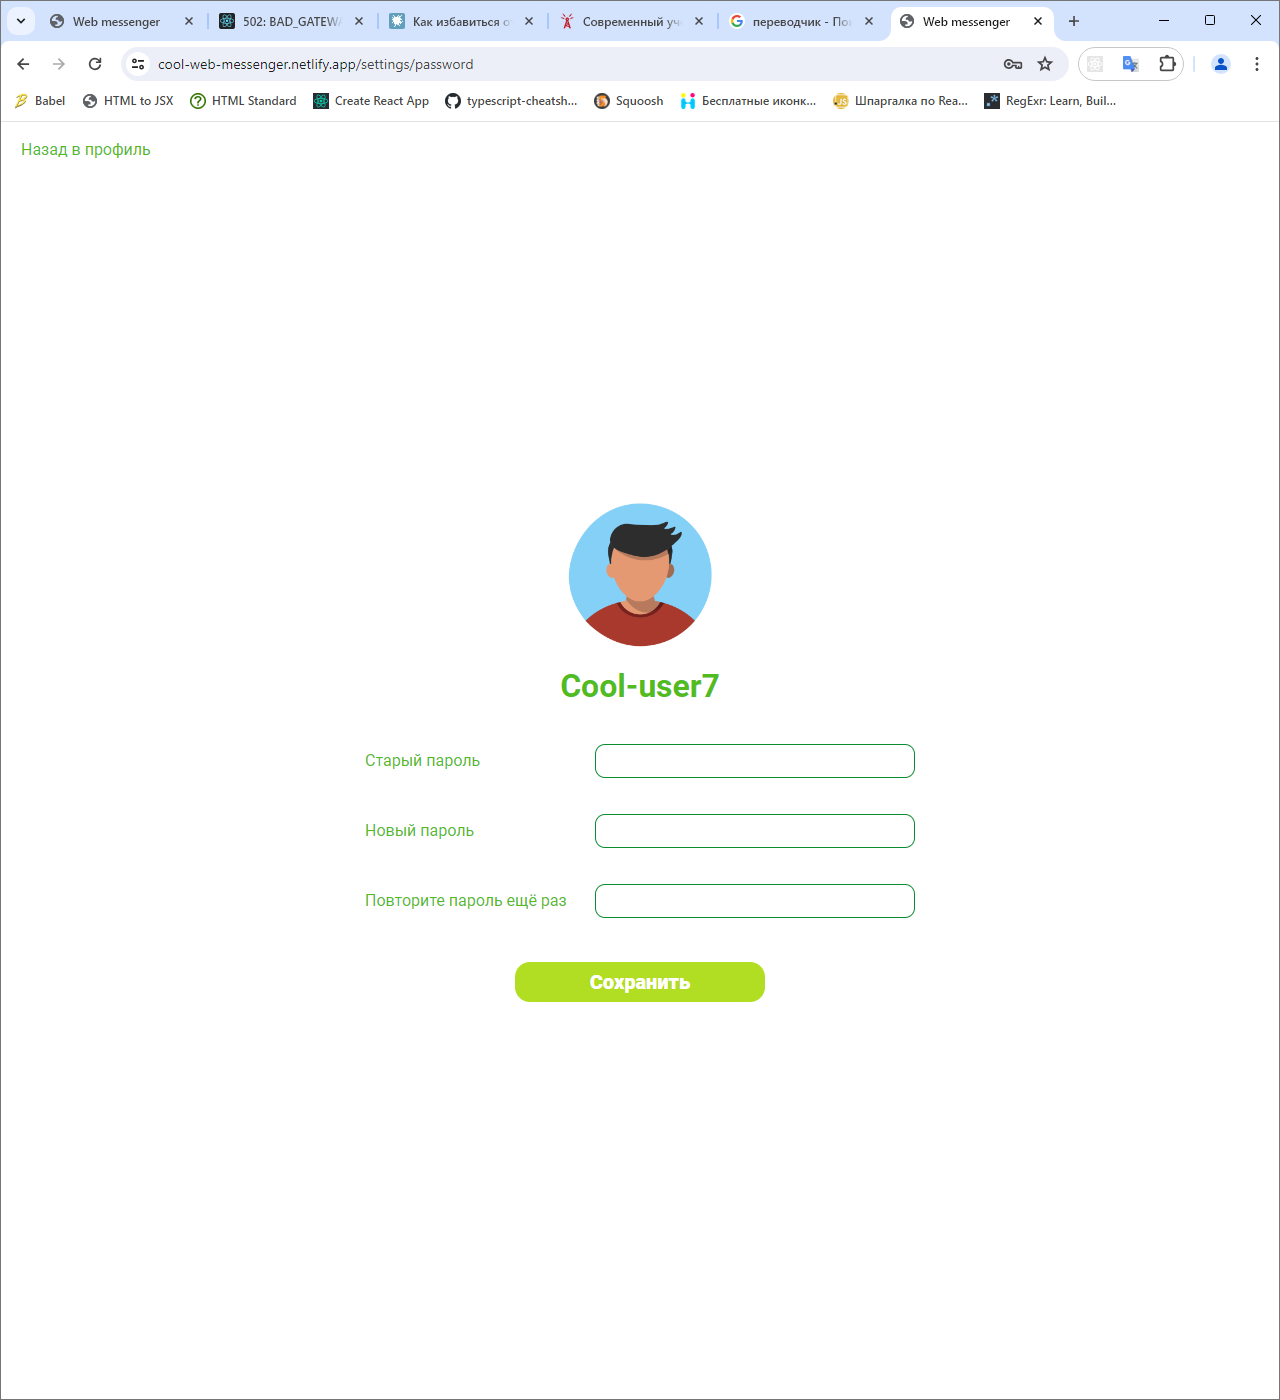 Web messenger
502: BAD_GATEWA
Как избавиться о
Современный уч
переводчик - По
Web messenger
cool-web-messenger.netlify.app/settings/password
Babel
HTML to JSX
HTML Standard
Create React App
typescript-cheatsh...
Squoosh
Бесплатные иконк...
Шпаргалка по Rea...
RegExr: Learn, Buil...
Назад в профиль
Cool-user7
Старый пароль
Новый пароль
Повторите пароль ещё раз
Сохранить